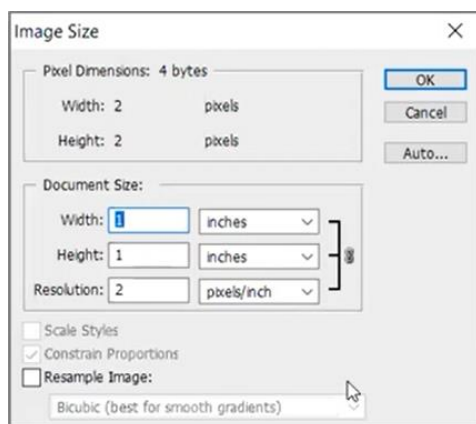 Image Size
Pixel Dimensions: 4 bytes
OK
Width: 2 pixels
Cancel
Height: 2 pixels
Auto...
Document Size:
Width: 1 inches
Height: 1 inches
Resolution: 2 pixels/inch
Scale Styles
Constrain Proportions
Resample Image:
Bicubic (best for smooth gradients)